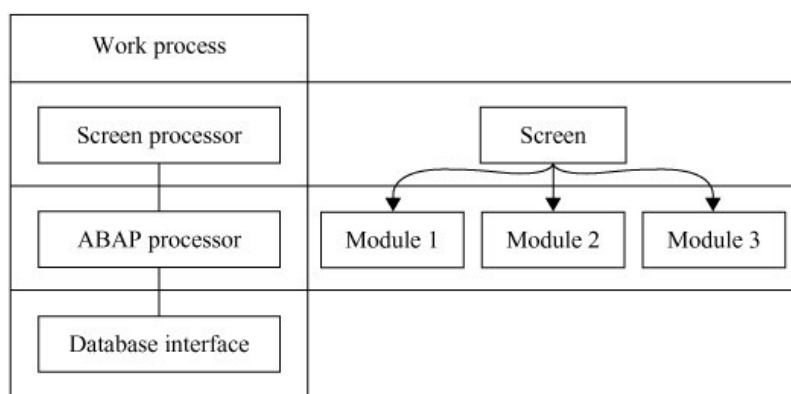 Work process
Screen processor
Screen
ABAP processor
Module 1
Module 2
Module 3
Database interface